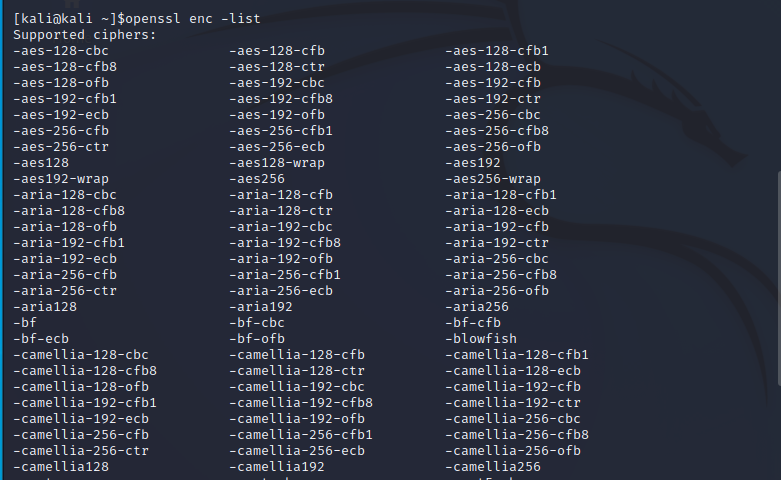 [kali@kali ~]$openssl enc -list
Supported ciphers:
-aes-128-cbc -aes-128-cfb -aes-128-cfb1
-aes-128-cfb8 -aes-128-ctr -aes-128-ecb
-aes-128-ofb -aes-192-cbc -aes-192-cfb
-aes-192-cfb1 -aes-192-cfb8 -aes-192-ctr
-aes-192-ecb -aes-192-ofb -aes-256-cbc
-aes-256-cfb -aes-256-cfb1 -aes-256-cfb8
-aes-256-ctr -aes-256-ecb -aes-256-ofb
-aes128 -aes128-wrap -aes192
-aes192-wrap -aes256 -aes256-wrap
-aria-128-cbc -aria-128-cfb -aria-128-cfb1
-aria-128-cfb8 -aria-128-ctr -aria-128-ecb
-aria-128-ofb -aria-192-cbc -aria-192-cfb
-aria-192-cfb1 -aria-192-cfb8 -aria-192-ctr
-aria-192-ecb -aria-192-ofb -aria-256-cbc
-aria-256-cfb -aria-256-cfb1 -aria-256-cfb8
-aria-256-ctr -aria-256-ecb -aria-256-ofb
-aria128 -aria192 -aria256
-bf -bf-cbc -bf-cfb
-bf-ecb -bf-ofb -blowfish
-camellia-128-cbc -camellia-128-cfb -camellia-128-cfb1
-camellia-128-cfb8 -camellia-128-ctr -camellia-128-ecb
-camellia-128-ofb -camellia-192-cbc -camellia-192-cfb
-camellia-192-cfb1 -camellia-192-cfb8 -camellia-192-ctr
-camellia-192-ecb -camellia-192-ofb -camellia-256-cbc
-camellia-256-cfb -camellia-256-cfb1 -camellia-256-cfb8
-camellia-256-ctr -camellia-256-ecb -camellia-256-ofb
-camellia128 -camellia192 -camellia256